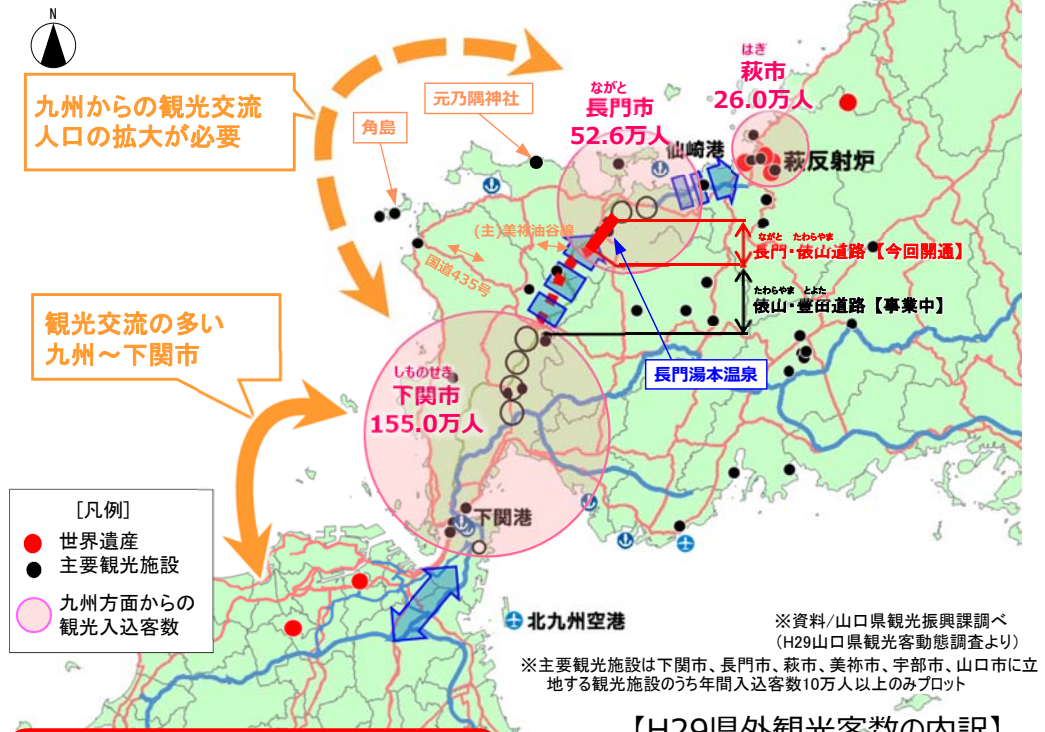 N
九州からの観光交流
人口の拡大が必要
元乃隅神社
角島
ながと
長門市
52.6万人
はぎ
萩市
26.0万人
仙崎港
萩反射炉
(主)美祢油谷線
国道435号
ながと たわらやま
長門・俵山道路【今回開通】
たわらやま とよた
俵山・豊田道路【事業中】
長門湯本温泉
観光交流の多い
九州～下関市
しものせき
下関市
155.0万人
下関港
[凡例]
世界遺産
主要観光施設
九州方面からの
観光入込客数
北九州空港
※資料/山口県観光振興課調べ
(H29山口県観光客動態調査より)
※主要観光施設は下関市、長門市、萩市、美祢市、宇部市、山口市に立
地する観光施設のうち年間入込客数10万人以上のみプロット
【H29県外観光客数の内訳】